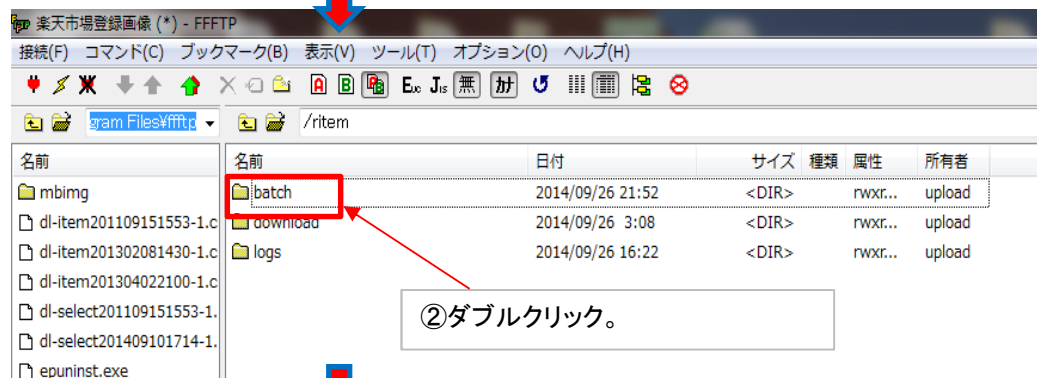 楽天市場登録画像 (*) - FFFTP
接続(F) コマンド(C) ブックマーク(B) 表示(V) ツール(T) オプション(O) ヘルプ(H)
A B B Euc Jis 無 カナ
gram Files¥ffftp /ritem
名前 名前 日付 サイズ 種類 属性 所有者
mbimg batch 2014/09/26 21:52 <DIR> rwxr... upload
dl-item201109151553-1.c download 2014/09/26 3:08 <DIR> rwxr... upload
dl-item201302081430-1.c logs 2014/09/26 16:22 <DIR> rwxr... upload
dl-item201304022100-1.c
dl-select201109151553-1.
②ダブルクリック。
dl-select201409101714-1.
epuninst.exe